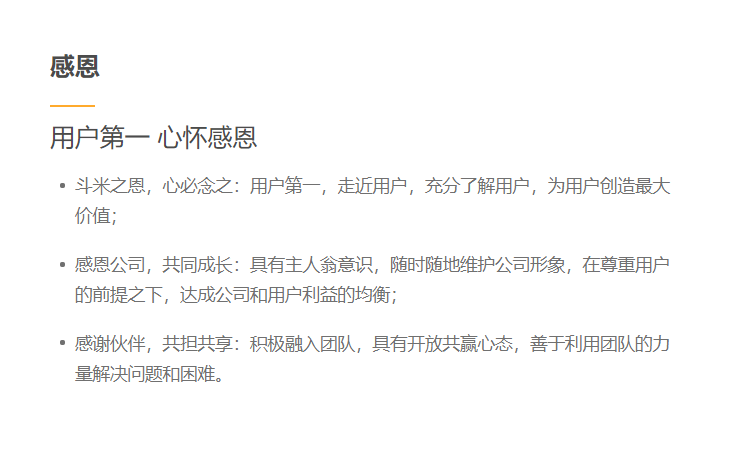 感恩
用户第一 心怀感恩
• 斗米之恩，心必念之：用户第一，走近用户，充分了解用户，为用户创造最大
价值；
• 感恩公司，共同成长：具有主人翁意识，随时随地维护公司形象，在尊重用户
的前提之下，达成公司和用户利益的均衡；
• 感谢伙伴，共担共享：积极融入团队，具有开放共赢心态，善于利用团队的力
量解决问题和困难。